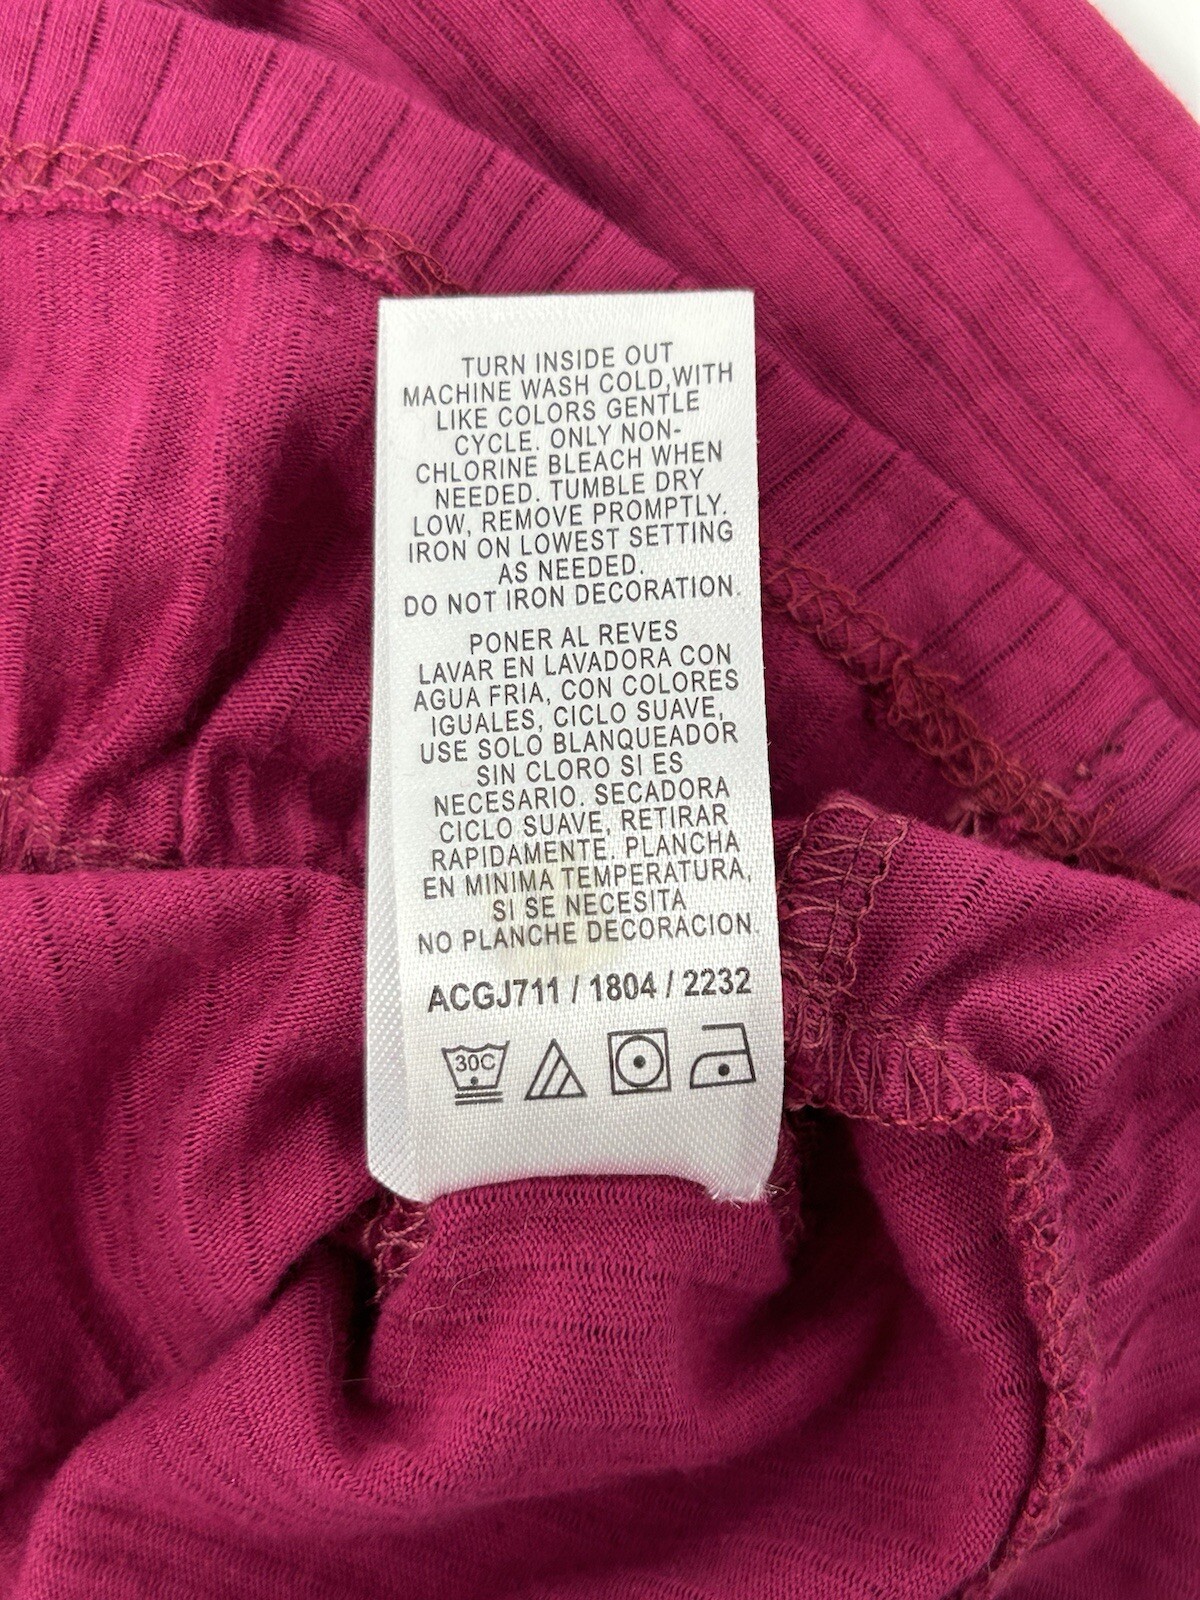 TURN INSIDE OUT
MACHINE WASH COLD,WITH
LIKE COLORS GENTLE
CYCLE. ONLY NON-
CHLORINE BLEACH WHEN
NEEDED. TUMBLE DRY
LOW, REMOVE PROMPTLY.
IRON ON LOWEST SETTING
AS NEEDED.
DO NOT IRON DECORATION.
PONER AL REVES
LAVAR EN LAVADORA CON
AGUA FRIA, CON COLORES
IGUALES, CICLO SUAVE,
USE SOLO BLANQUEADOR
SIN CLORO SI ES
NECESARIO. SECADORA
CICLO SUAVE, RETIRAR
RAPIDAMENTE. PLANCHA
EN MINIMA TEMPERATURA,
SI SE NECESITA
NO PLANCHE DECORACION.
ACGJ711 / 1804 / 2232
30C